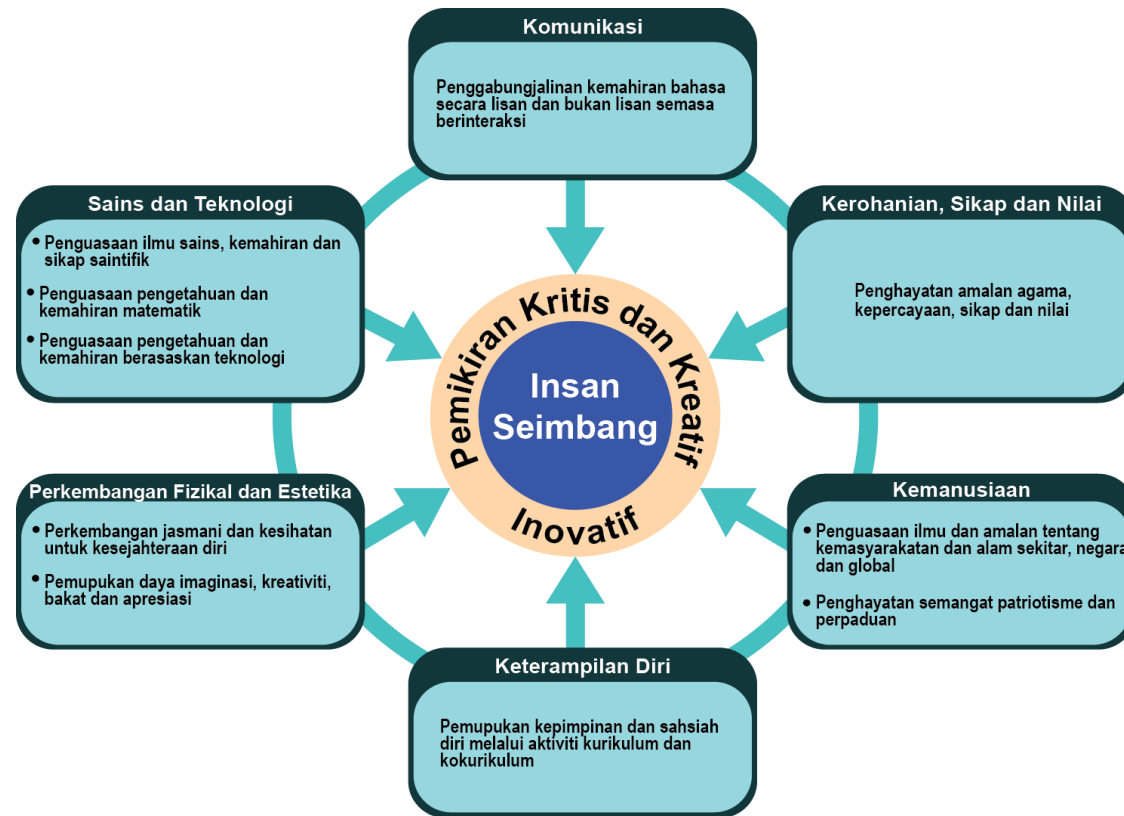 Komunikasi
Penggabungjalinan kemahiran bahasa
secara lisan dan bukan lisan semasa
berinteraksi
Sains dan Teknologi
• Penguasaan ilmu sains, kemahiran dan
sikap saintifik
• Penguasaan pengetahuan dan
kemahiran matematik
• Penguasaan pengetahuan dan
kemahiran berasaskan teknologi
Kerohanian, Sikap dan Nilai
Penghayatan amalan agama,
kepercayaan, sikap dan nilai
Pemikiran Kritis dan Kreatif
Insan
Seimbang
Inovatif
Perkembangan Fizikal dan Estetika
• Perkembangan jasmani dan kesihatan
untuk kesejahteraan diri
• Pemupukan daya imaginasi, kreativiti,
bakat dan apresiasi
Kemanusiaan
• Penguasaan ilmu dan amalan tentang
kemasyarakatan dan alam sekitar, negara
dan global
• Penghayatan semangat patriotisme dan
perpaduan
Keterampilan Diri
Pemupukan kepimpinan dan sahsiah
diri melalui aktiviti kurikulum dan
kokurikulum